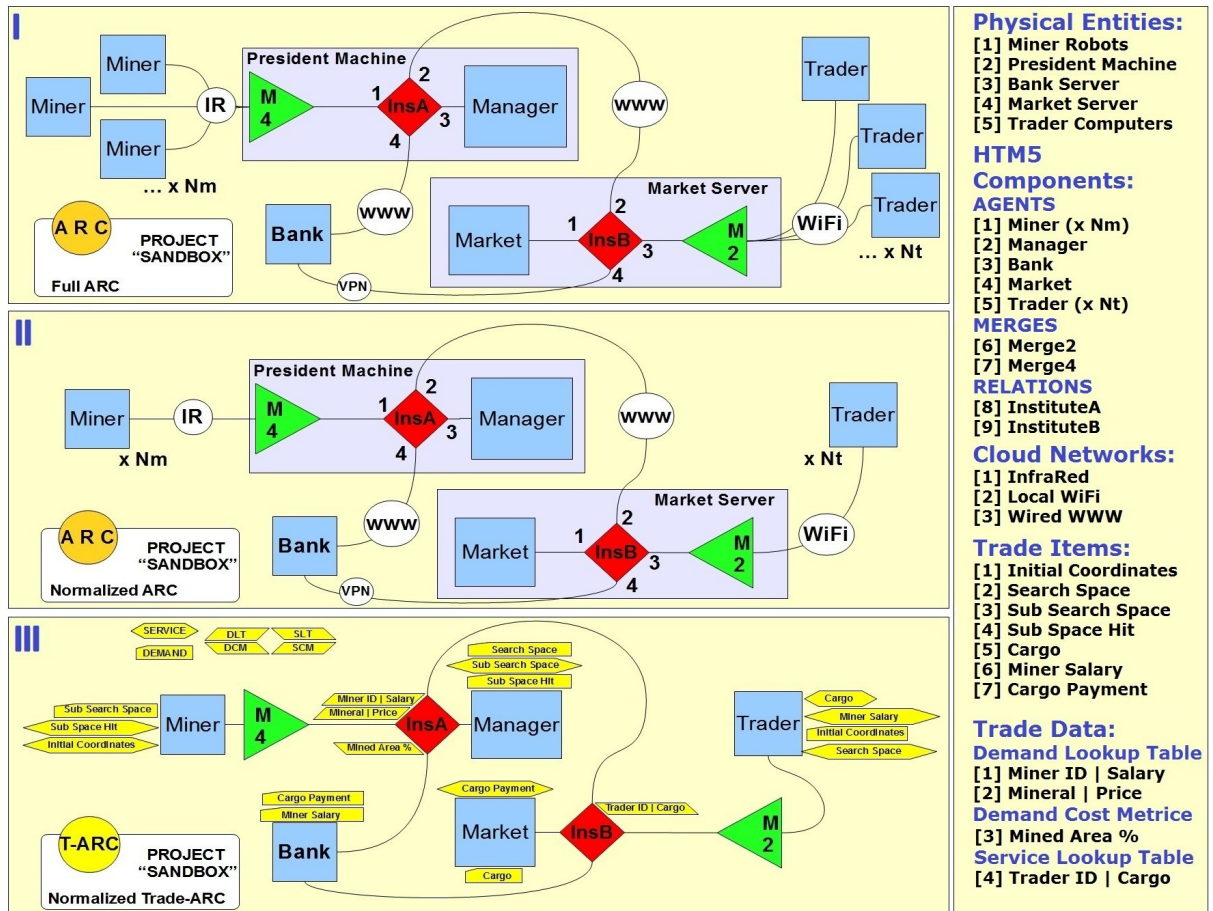 I
Miner
Miner
Miner
... x Nm
IR
President Machine
M
4
1
2
InsA
3
4
Manager
www
www
Bank
VPN
Market Server
Market
1
2
InsB
3
4
M
2
WiFi
Trader
Trader
Trader
... x Nt
A R C
PROJECT
"SANDBOX"
Full ARC
II
Miner
x Nm
IR
President Machine
M
4
1
2
InsA
3
4
Manager
www
www
Bank
VPN
Market Server
Market
1
2
InsB
3
4
M
2
WiFi
Trader
x Nt
A R C
PROJECT
"SANDBOX"
Normalized ARC
III
SERVICE
DEMAND
DLT
SLT
DCM
SCM
Sub Search Space
Sub Space Hit
Initial Coordinates
Miner
M
4
Miner ID | Salary
Mineral | Price
Mined Area %
InsA
Search Space
Sub Search Space
Sub Space Hit
Manager
Cargo Payment
Miner Salary
Bank
Cargo Payment
Market
Cargo
InsB
Trader ID | Cargo
M
2
Trader
Cargo
Miner Salary
Initial Coordinates
Search Space
T-ARC
PROJECT
"SANDBOX"
Normalized Trade-ARC
Physical Entities:
[1] Miner Robots
[2] President Machine
[3] Bank Server
[4] Market Server
[5] Trader Computers
HTM5
Components:
AGENTS
[1] Miner (x Nm)
[2] Manager
[3] Bank
[4] Market
[5] Trader (x Nt)
MERGES
[6] Merge2
[7] Merge4
RELATIONS
[8] InstituteA
[9] InstituteB
Cloud Networks:
[1] InfraRed
[2] Local WiFi
[3] Wired WWW
Trade Items:
[1] Initial Coordinates
[2] Search Space
[3] Sub Search Space
[4] Sub Space Hit
[5] Cargo
[6] Miner Salary
[7] Cargo Payment
Trade Data:
Demand Lookup Table
[1] Miner ID | Salary
[2] Mineral | Price
Demand Cost Metrice
[3] Mined Area %
Service Lookup Table
[4] Trader ID | Cargo